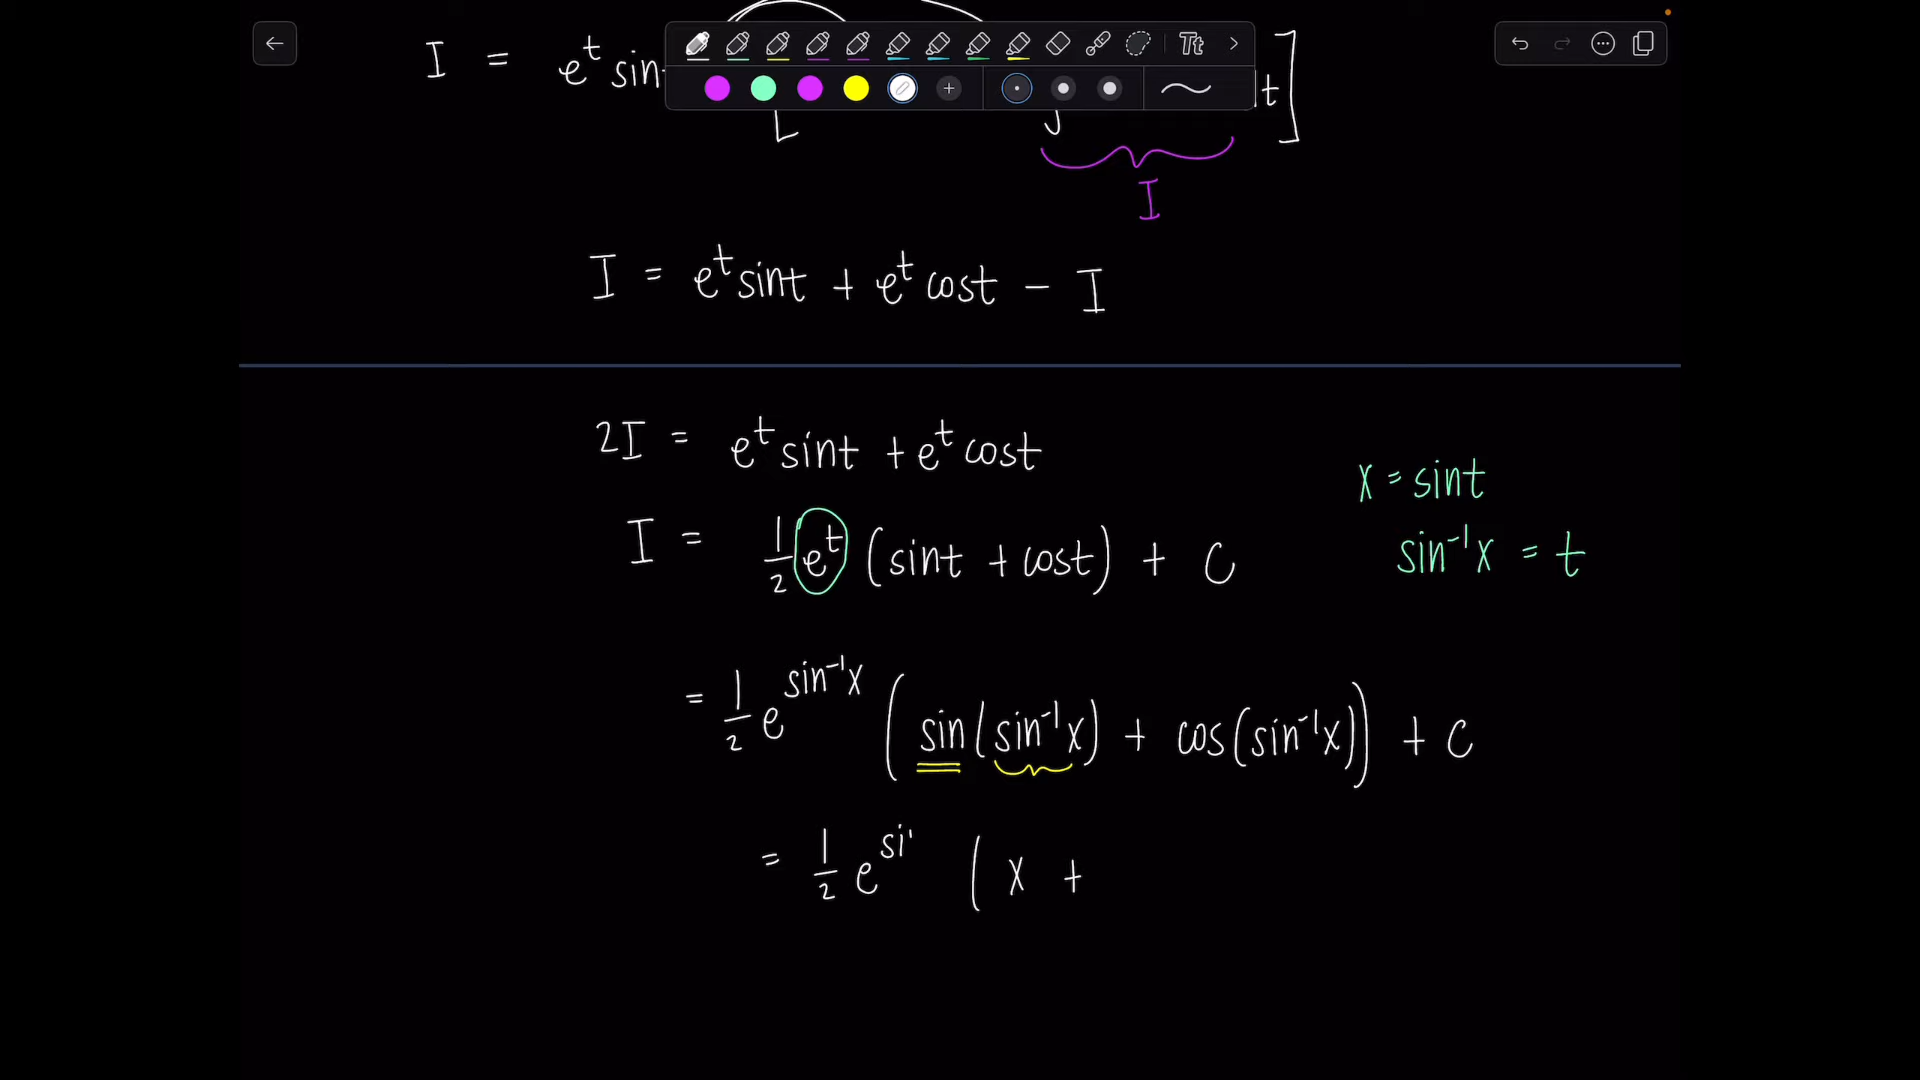 I = e^t sin t]
I
I = e^t sint + e^t cost - I
2I = e^t sint + e^t cost
x = sint
I = 1/2 e^t (sint + cost) + C
sin^-1 x = t
= 1/2 e^sin^-1 x (sin(sin^-1 x) + cos(sin^-1 x)) + C
= 1/2 e^si (x +
Tt